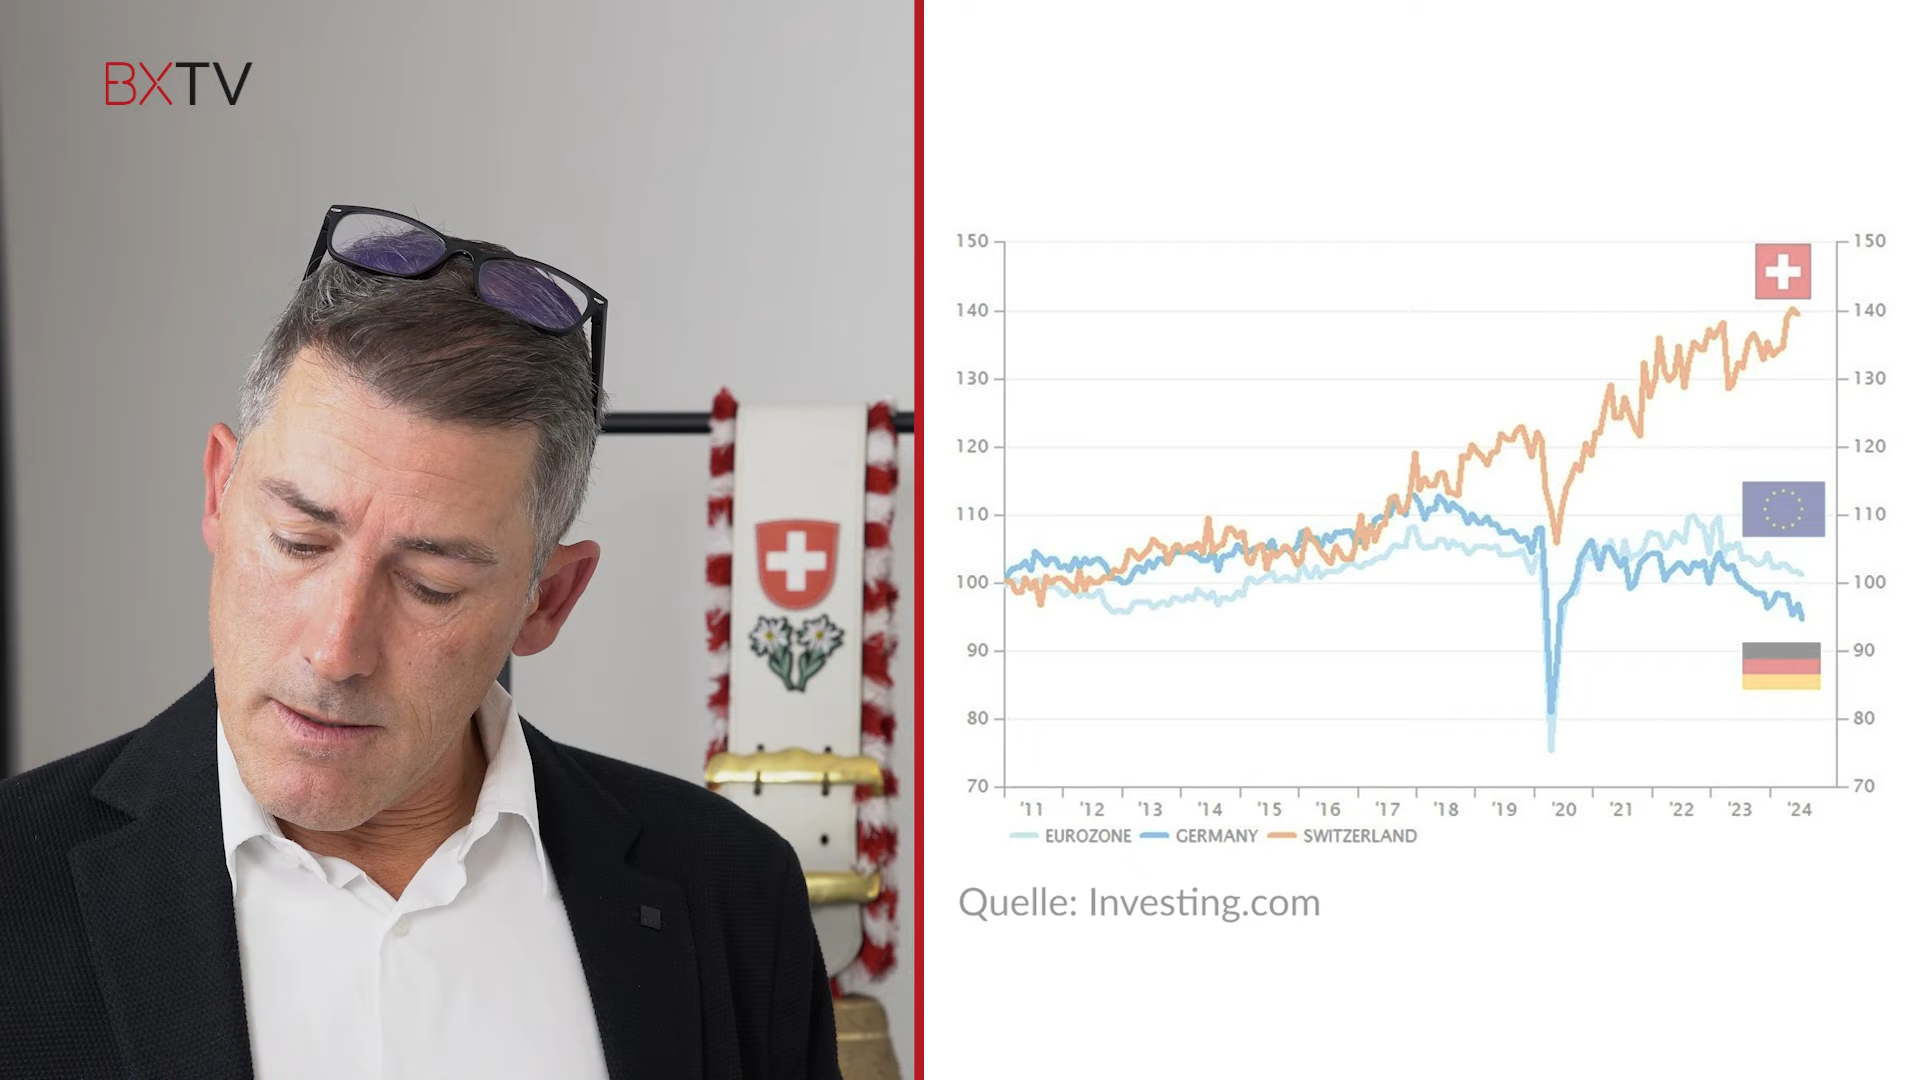 BXTV
150 150
140 140
130 130
120 120
110 110
100 100
90 90
80 80
70 70
'11 '12 '13 '14 '15 '16 '17 '18 '19 '20 '21 '22 '23 '24
EUROZONE GERMANY SWITZERLAND
Quelle: Investing.com